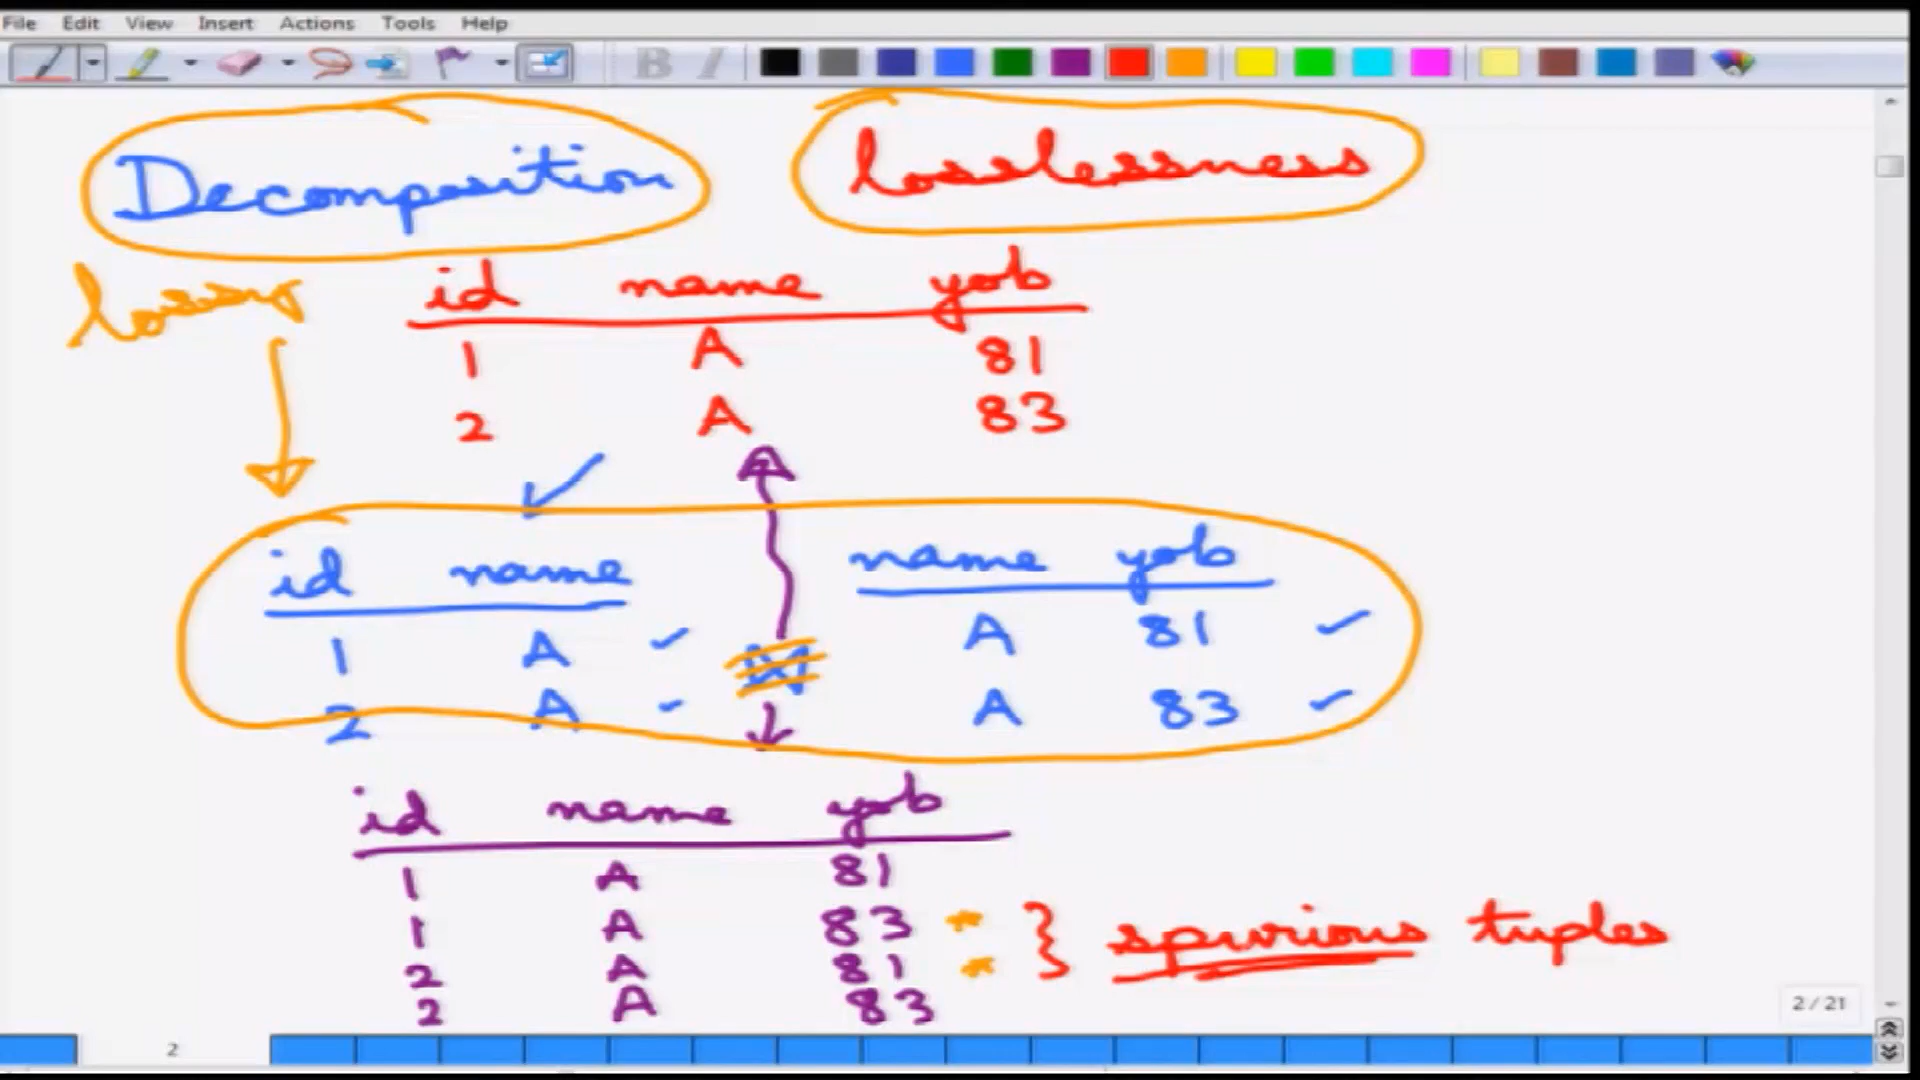 File Edit View Insert Actions Tools Help
B I
Decomposition losslessness
lossy
id name yob
1 A 81
2 A 83
id name name yob
1 A A 81
2 A A 83
id name yob
1 A 81
1 A 83 *
2 A 81 *
2 A 83
} spurious tuples
2 / 21
2